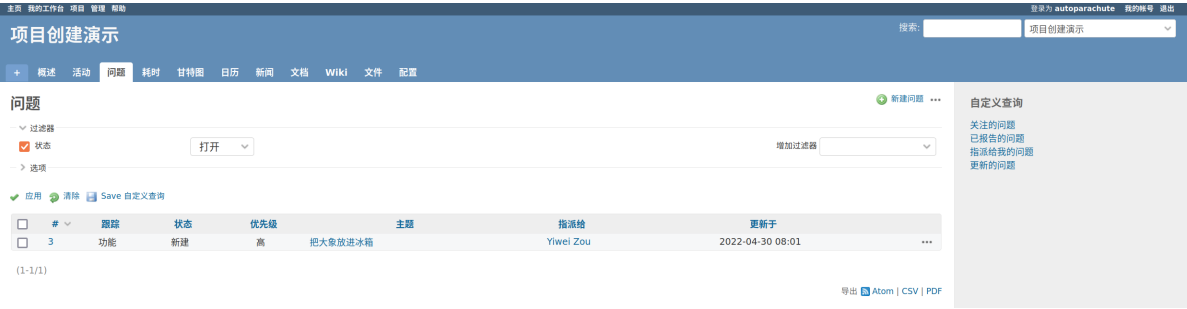 主页 我的工作台 项目 管理 帮助 登录为 autoparachute 我的帐号 退出
项目创建演示 搜索: 项目创建演示
+ 概述 活动 问题 耗时 甘特图 日历 新闻 文档 Wiki 文件 配置
问题 新建问题 •••
过滤器
状态 打开 增加过滤器
选项
应用 清除 Save 自定义查询
# 跟踪 状态 优先级 主题 指派给 更新于
3 功能 新建 高 把大象放进冰箱 Yiwei Zou 2022-04-30 08:01 •••
(1-1/1)
导出 Atom | CSV | PDF
自定义查询
关注的问题
已报告的问题
指派给我的问题
更新的问题